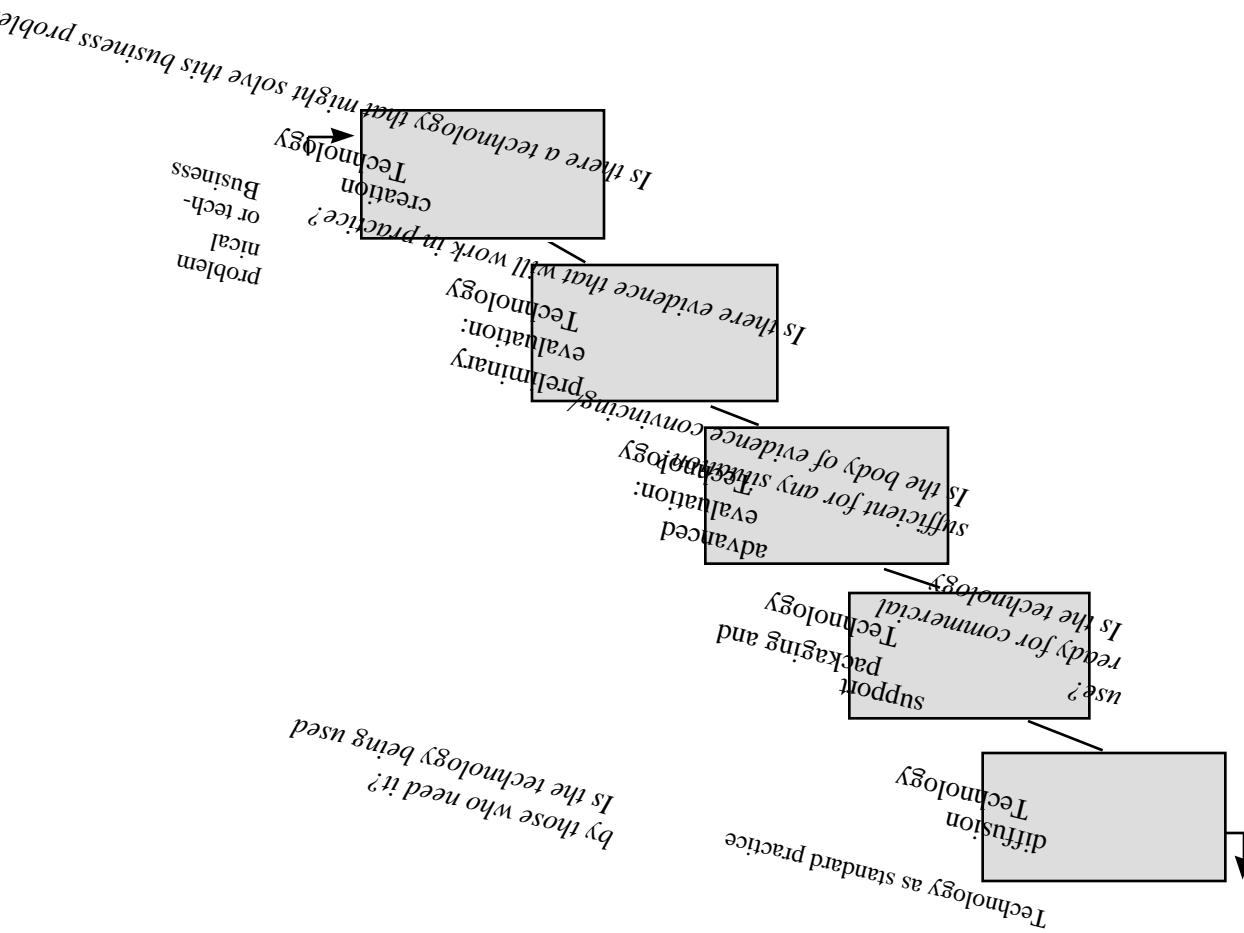 Is there a technology that might solve this business proble
Technology
creation
Business
or tech-
nical
problem
Is there evidence that will work in practice?
Technology
evaluation:
preliminary
Is the body of evidence convincing/
sufficient for any situation?
Technology
evaluation:
advanced
Is the technology
ready for commercial
use?
Technology
packaging and
support
Is the technology being used
by those who need it?
Technology
diffusion
Technology as standard practice